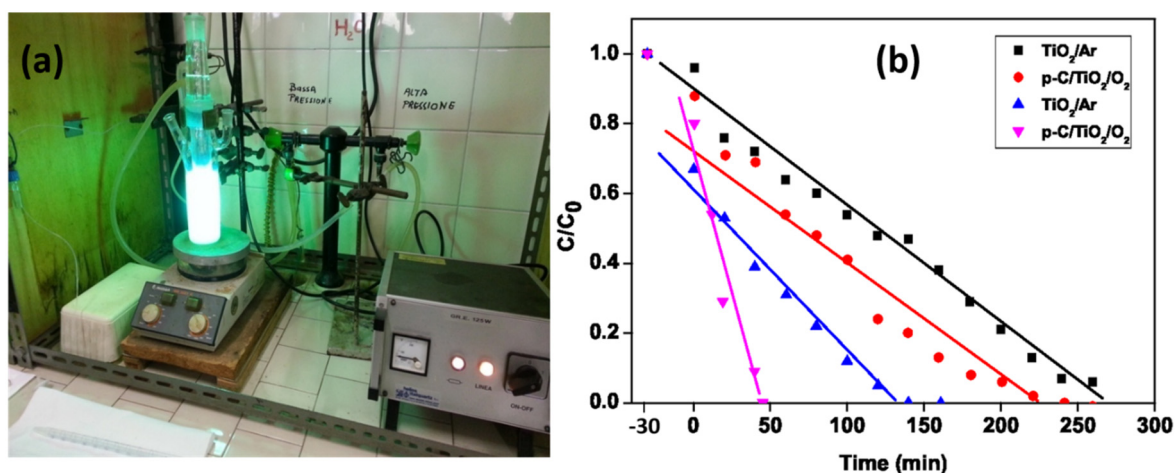 (a)
H₂O
BASSA
PRESSIONE
ALTA
PRESSIONE
125 W
LINEA
ON-OFF
(b)
TiO₂/Ar
p-C/TiO₂/O₂
TiO₂/Ar
p-C/TiO₂/O₂
C/C₀
1.0
0.8
0.6
0.4
0.2
0.0
-30
0
50
100
150
200
250
300
Time (min)